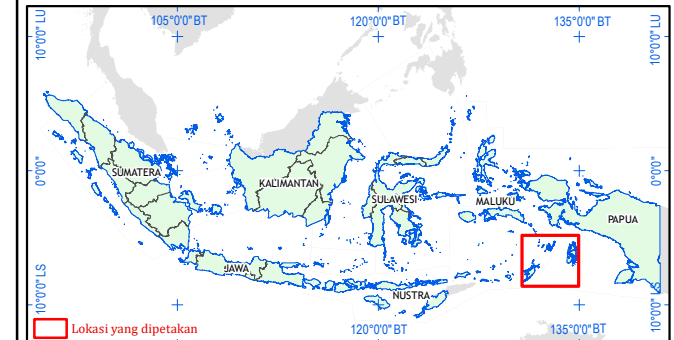 105°0'0"BT
120°0'0"BT
135°0'0"BT
10°0'0" LU
10°0'0" LU
0°0'0"
0°0'0"
SUMATERA
KALIMANTAN
SULAWESI
MALUKU
PAPUA
JAWA
NUSTRA
10°0'0" LS
10°0'0" LS
Lokasi yang dipetakan
120°0'0"BT
135°0'0"BT